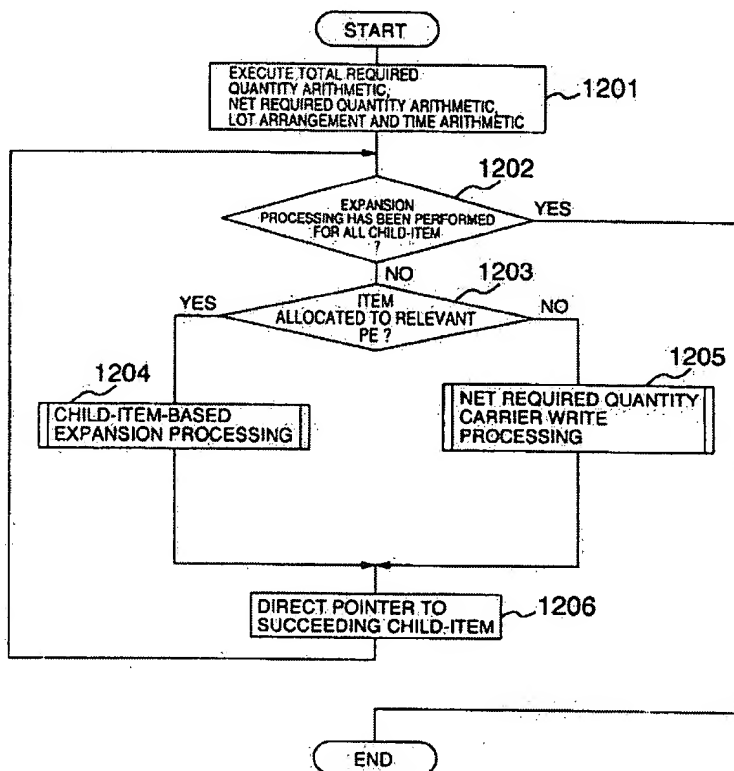 START
EXECUTE TOTAL REQUIRED
QUANTITY ARITHMETIC,
NET REQUIRED QUANTITY ARITHMETIC,
LOT ARRANGEMENT AND TIME ARITHMETIC
1201
1202
EXPANSION
PROCESSING HAS BEEN PERFORMED
FOR ALL CHILD-ITEM
?
YES
NO
1203
YES
ITEM
ALLOCATED TO RELEVANT
PE ?
NO
1204
CHILD-ITEM-BASED
EXPANSION PROCESSING
1205
NET REQUIRED QUANTITY
CARRIER WRITE
PROCESSING
DIRECT POINTER TO
SUCCEEDING CHILD-ITEM
1206
END